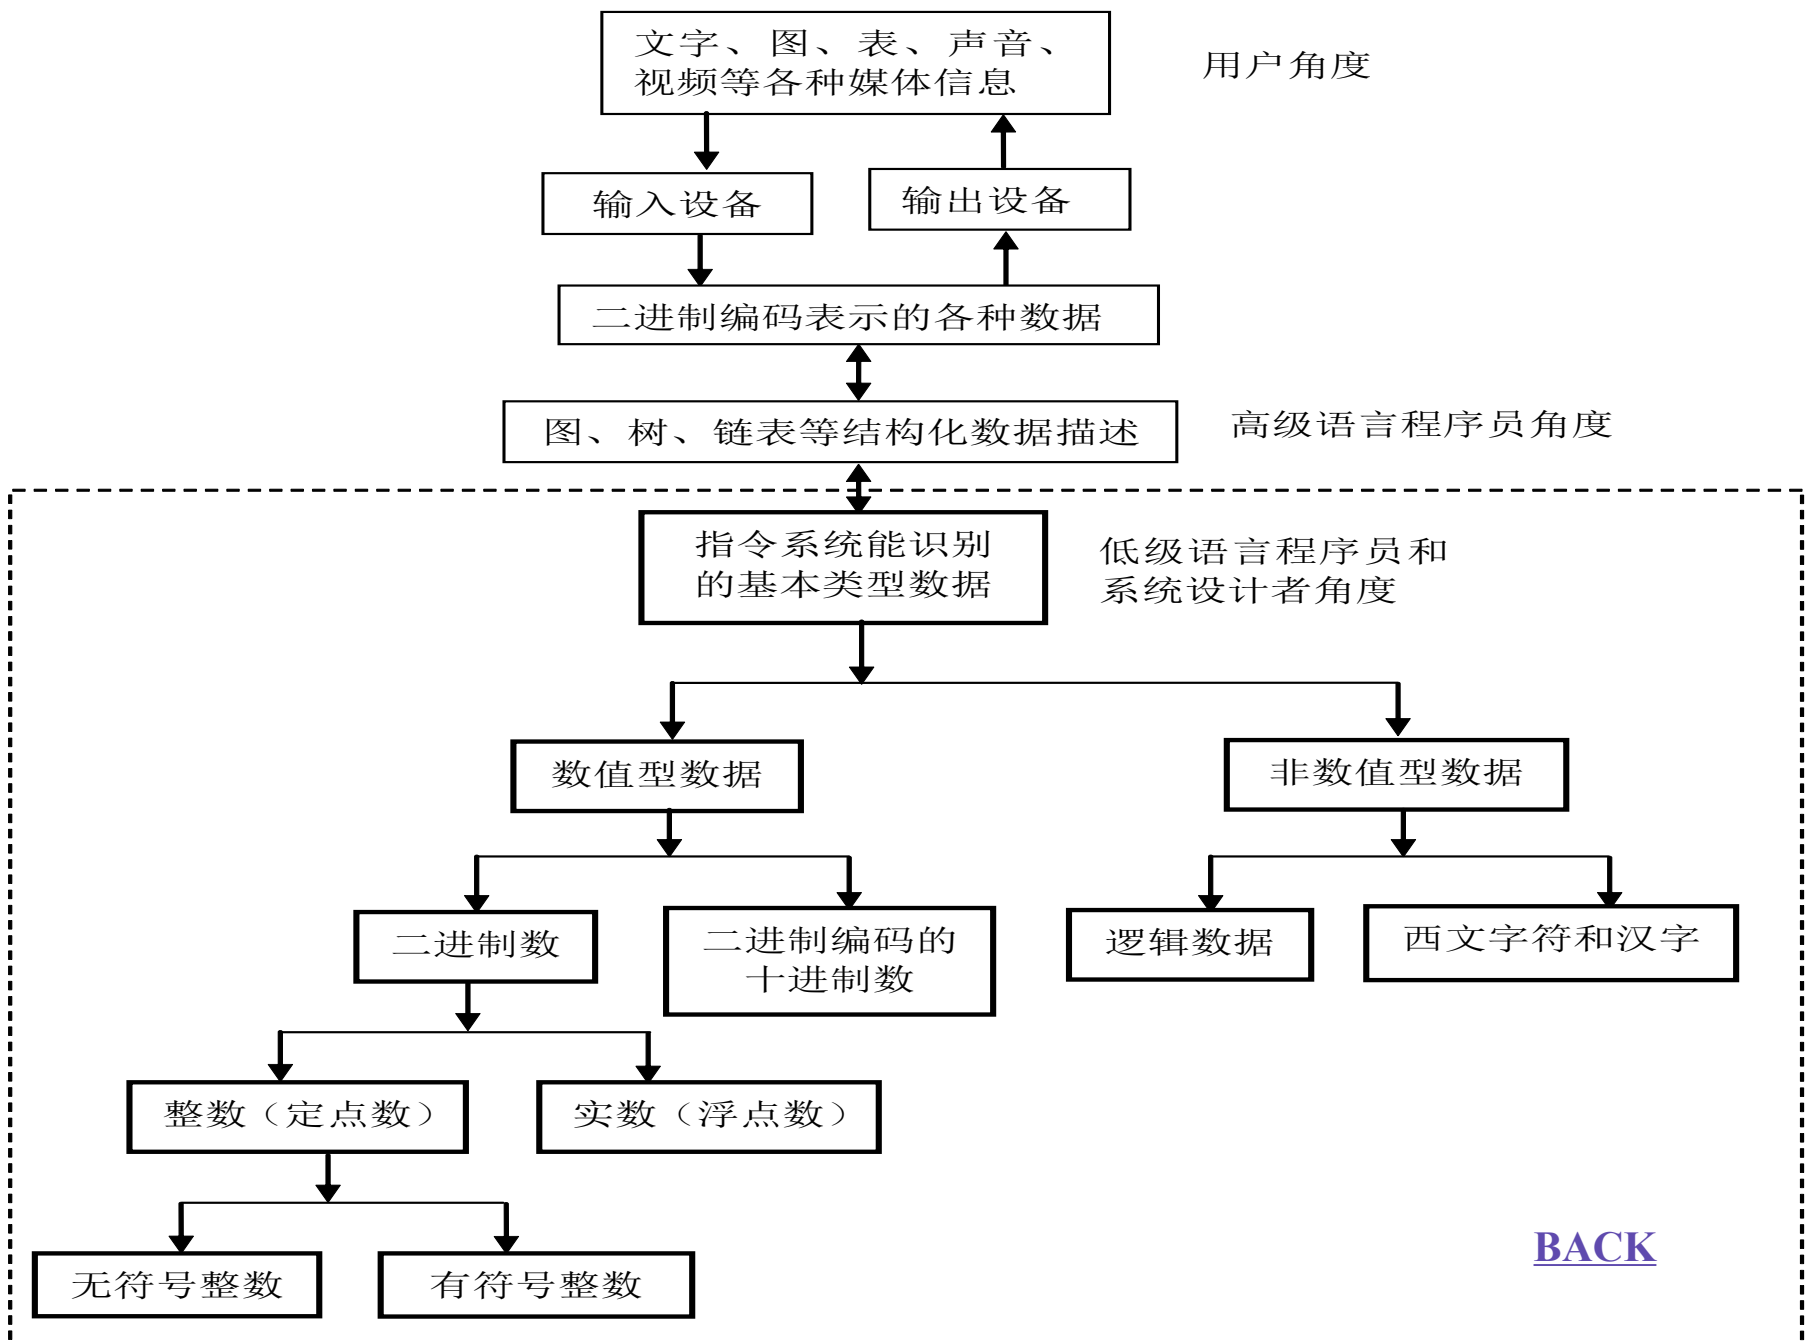 文字、图、表、声音、
视频等各种媒体信息
用户角度
输入设备
输出设备
二进制编码表示的各种数据
图、树、链表等结构化数据描述
高级语言程序员角度
指令系统能识别
的基本类型数据
低级语言程序员和
系统设计者角度
数值型数据
非数值型数据
二进制数
二进制编码的
十进制数
逻辑数据
西文字符和汉字
整数（定点数）
实数（浮点数）
无符号整数
有符号整数
BACK